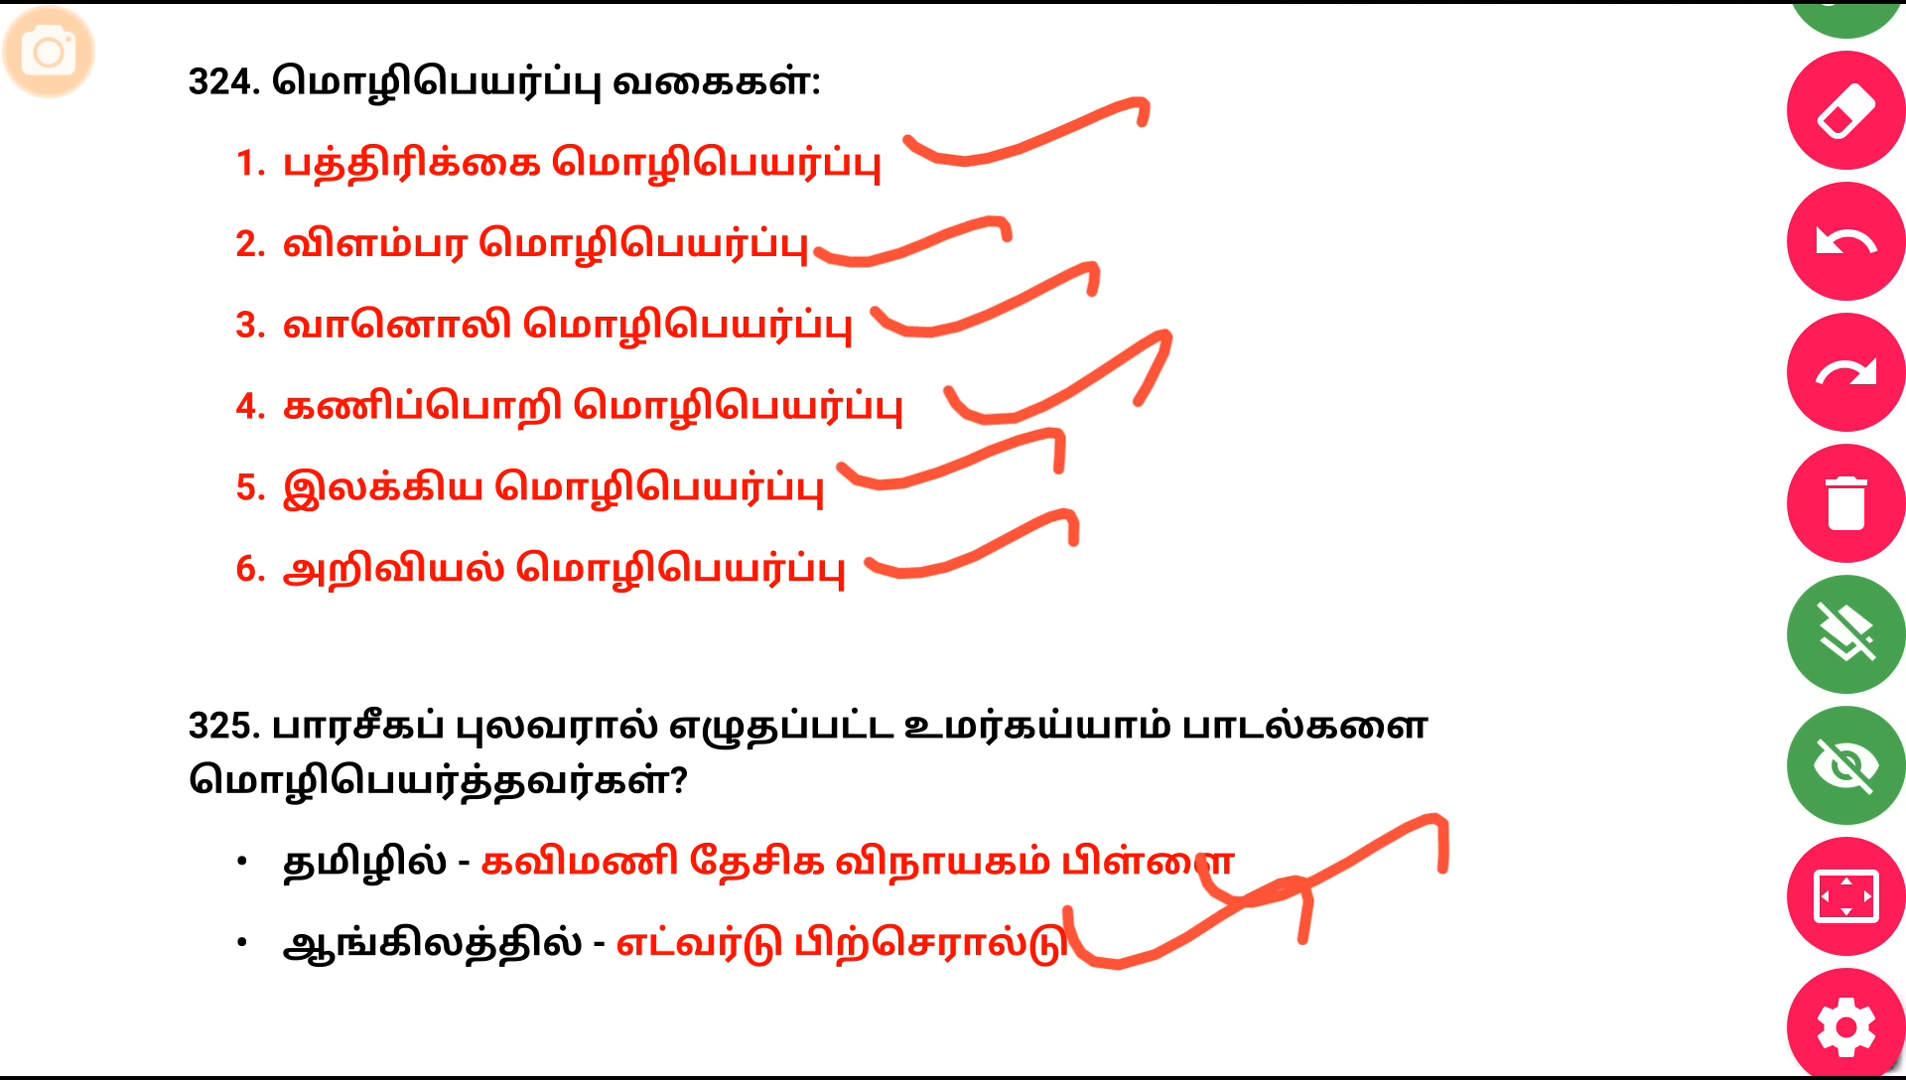 324. மொழிபெயர்ப்பு வகைகள்:
1. பத்திரிக்கை மொழிபெயர்ப்பு
2. விளம்பர மொழிபெயர்ப்பு
3. வானொலி மொழிபெயர்ப்பு
4. கணிப்பொறி மொழிபெயர்ப்பு
5. இலக்கிய மொழிபெயர்ப்பு
6. அறிவியல் மொழிபெயர்ப்பு
325. பாரசீகப் புலவரால் எழுதப்பட்ட உமர்கய்யாம் பாடல்களை
மொழிபெயர்த்தவர்கள்?
• தமிழில் - கவிமணி தேசிக விநாயகம் பிள்ளை
• ஆங்கிலத்தில் - எட்வர்டு பிற்செரால்டு